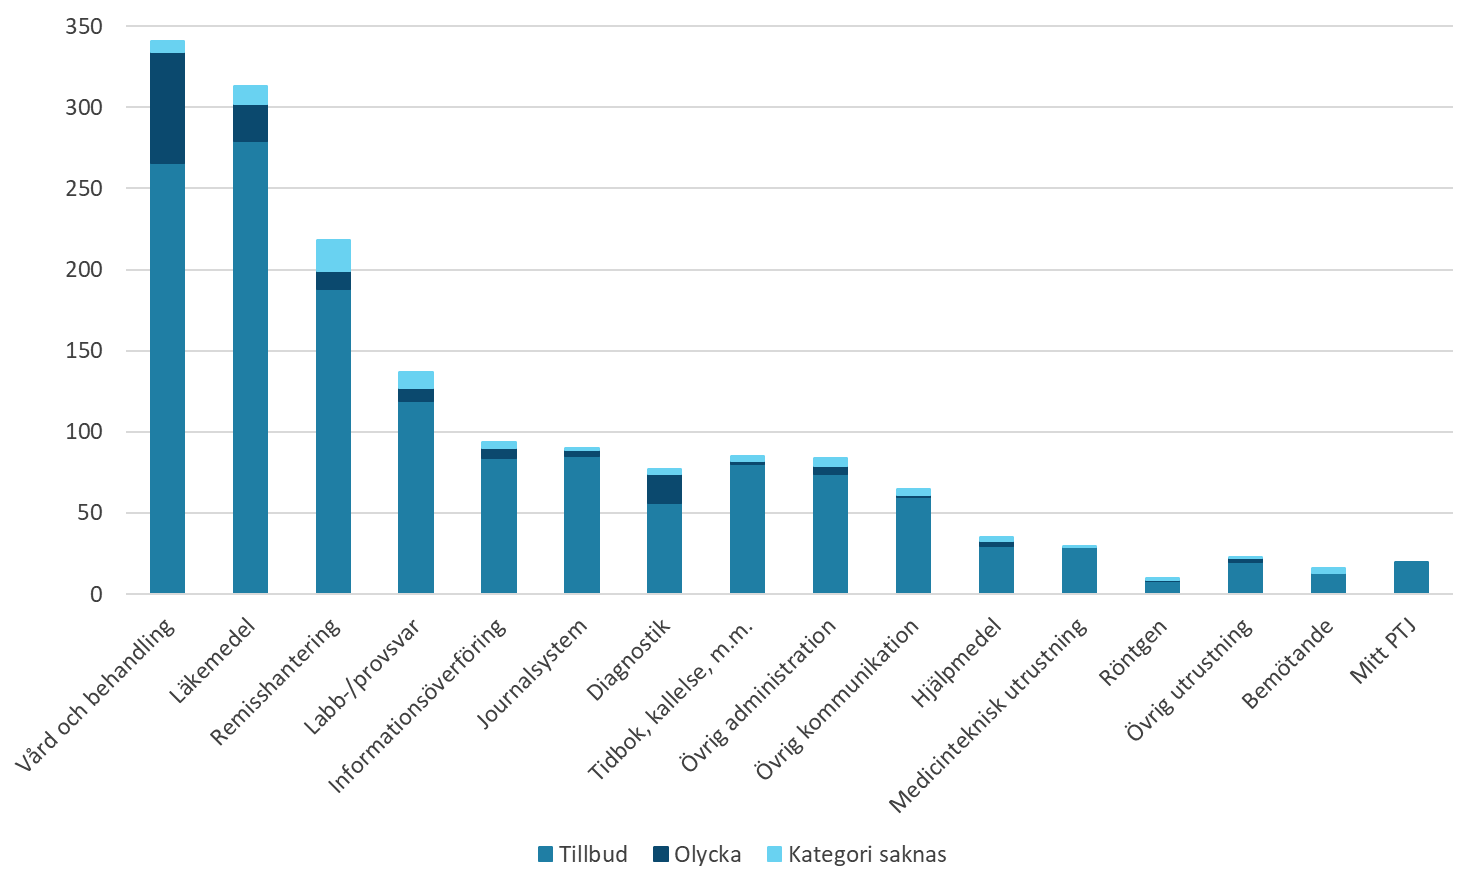 350
300
250
200
150
100
50
0
Vård och behandling
Läkemedel
Remisshantering
Labb-/provsvar
Informationsöverföring
Journalsystem
Diagnostik
Tidbok, kallelse, m.m.
Övrig administration
Övrig kommunikation
Hjälpmedel
Medicinteknisk utrustning
Röntgen
Övrig utrustning
Bemötande
Mitt PTJ
Tillbud Olycka Kategori saknas